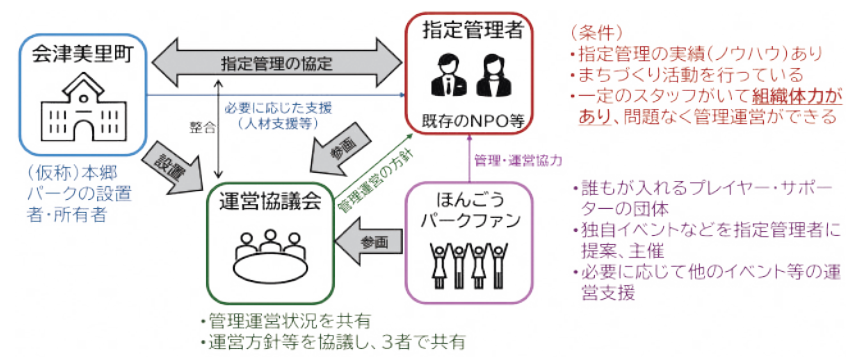 会津美里町
(仮称)本郷
パークの設置
者・所有者
指定管理の協定
必要に応じた支援
(人材支援等)
整合
設置
参画
管理運営の方針
指定管理者
既存のNPO等
管理・運営協力
運営協議会
参画
ほんごう
パークファン
・管理運営状況を共有
・運営方針等を協議し、3者で共有
(条件)
・指定管理の実績(ノウハウ)あり
・まちづくり活動を行っている
・一定のスタッフがいて組織体力が
あり、問題なく管理運営ができる
・誰もが入れるプレイヤー・サポー
ターの団体
・独自イベントなどを指定管理者に
提案、主催
・必要に応じて他のイベント等の運
営支援